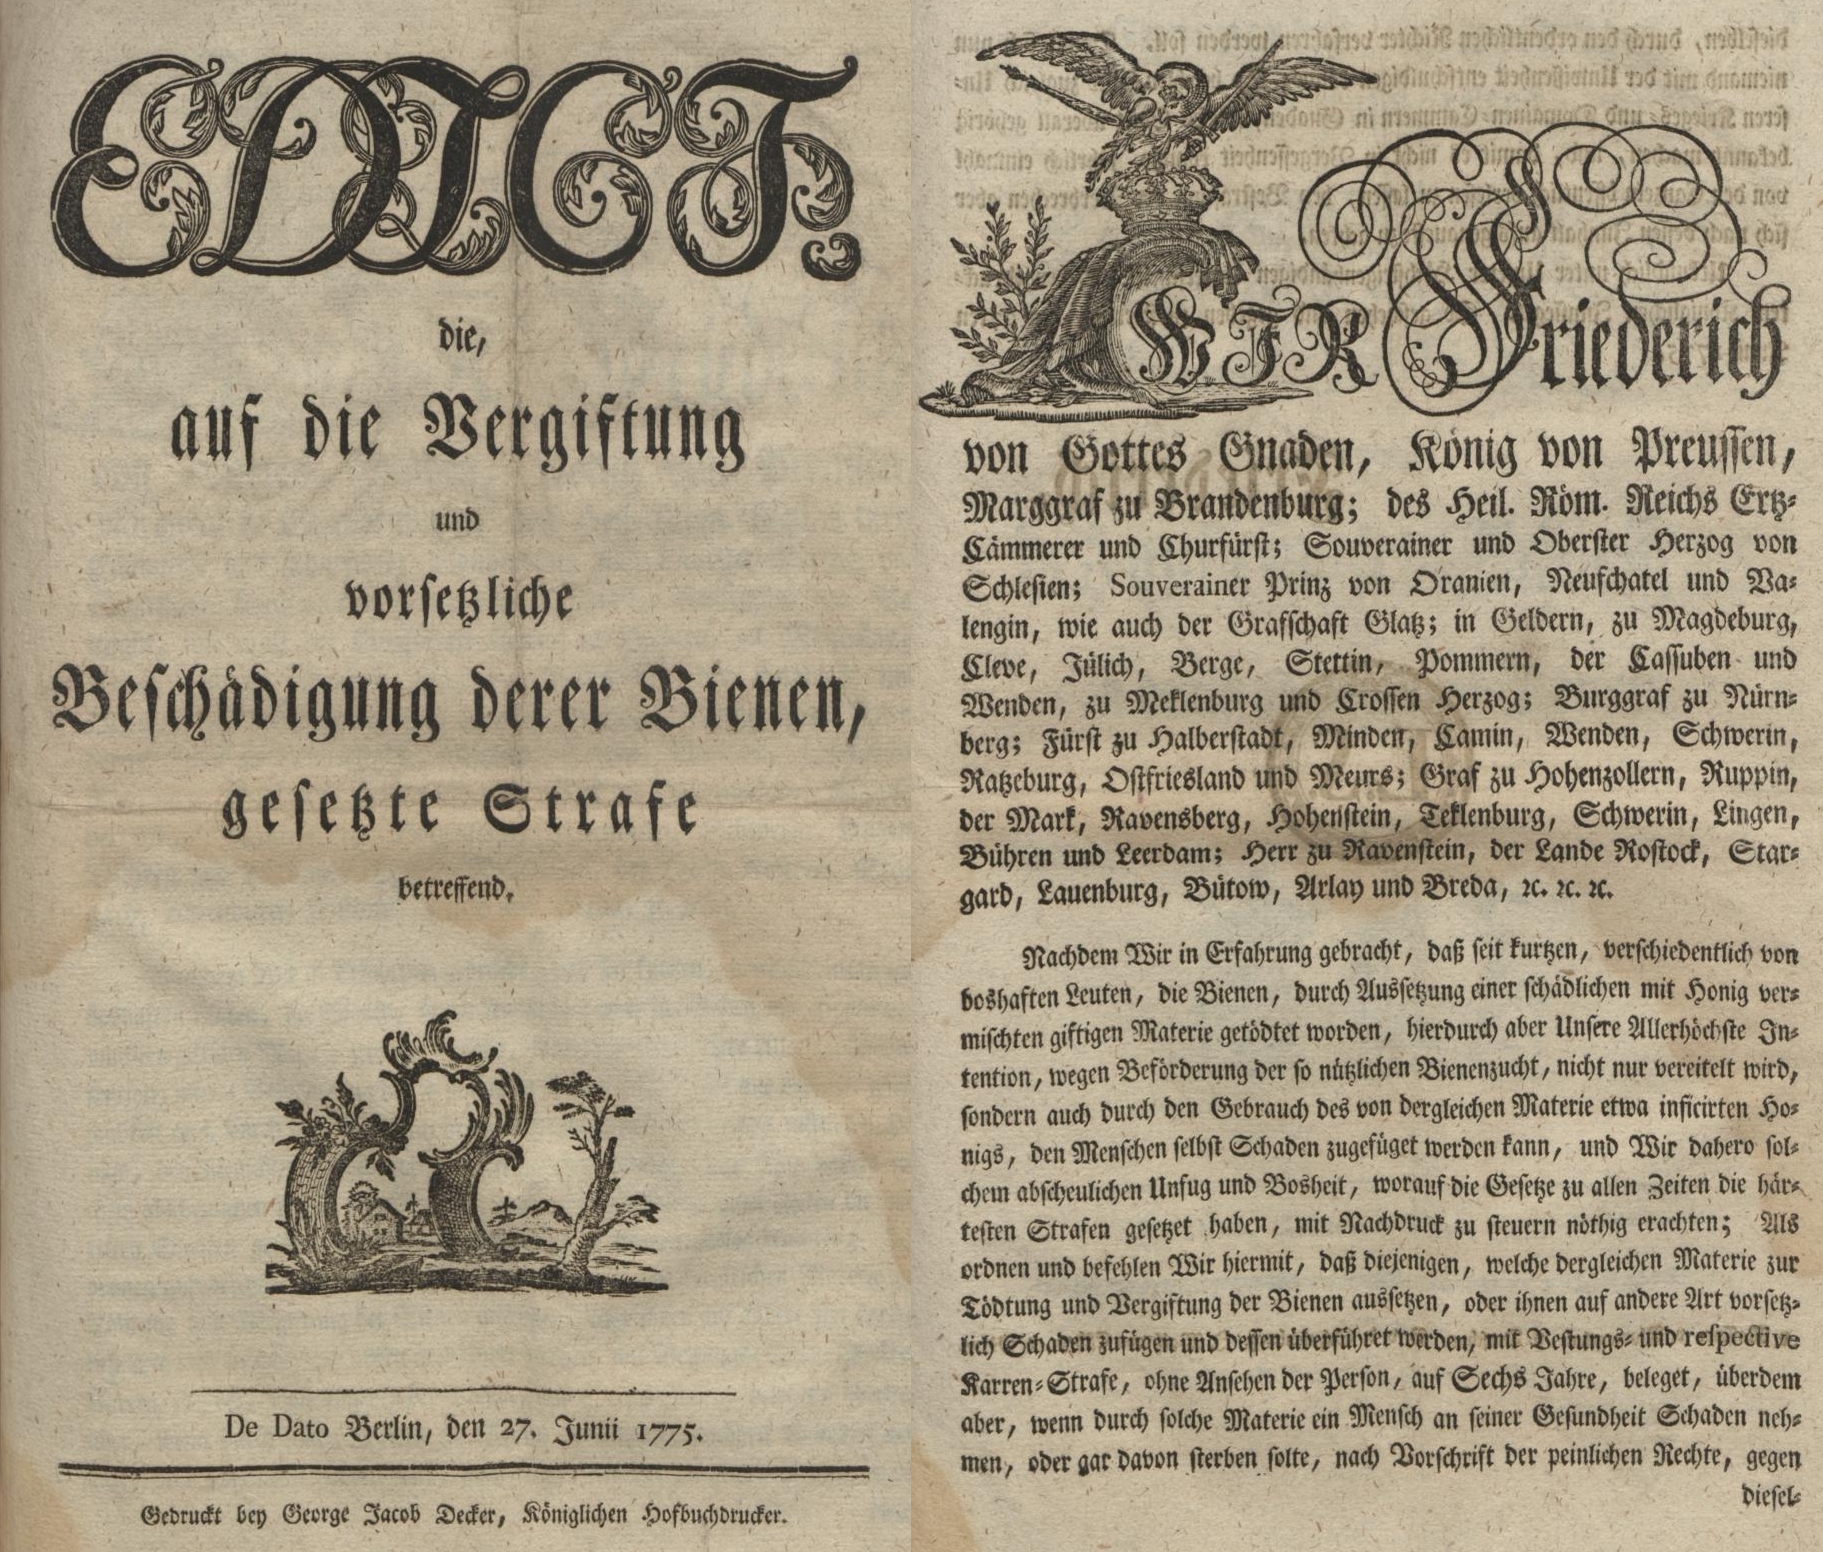 EDICT.
die,
auf die Vergiftung
und
vorsetzliche
Beschädigung derer Bienen,
gesetzte Strafe
betreffend.
De Dato Berlin, den 27. Junii 1775.
Gedruckt bey George Jacob Decker, Königlichen Hofbuchdrucker.
WIR Friederich
von Gottes Gnaden, König von Preussen,
Marggraf zu Brandenburg; des Heil. Röm. Reichs Ertz-
Cämmerer und Churfürst; Souverainer und Oberster Herzog von
Schlesien; Souverainer Prinz von Oranien, Neufchatel und Va-
lengin, wie auch der Grafschaft Glatz; in Geldern, zu Magdeburg,
Cleve, Jülich, Berge, Stettin, Pommern, der Cassuben und
Wenden, zu Meklenburg und Crossen Herzog; Burggraf zu Nürn-
berg; Fürst zu Halberstadt, Minden, Camin, Wenden, Schwerin,
Ratzeburg, Ostfriesland und Meurs; Graf zu Hohenzollern, Ruppin,
der Mark, Ravensberg, Hohenstein, Teklenburg, Schwerin, Lingen,
Bühren und Leerdam; Herr zu Ravenstein, der Lande Rostock, Star-
gard, Lauenburg, Bütow, Arlay und Breda, ꝛc. ꝛc. ꝛc.
Nachdem Wir in Erfahrung gebracht, daß seit kurtzen, verschiedentlich von
boshaften Leuten, die Bienen, durch Aussetzung einer schädlichen mit Honig ver-
mischten giftigen Materie getödtet worden, hierdurch aber Unsere Allerhöchste In-
tention, wegen Beförderung der so nützlichen Bienenzucht, nicht nur vereitelt wird,
sondern auch durch den Gebrauch des von dergleichen Materie etwa inficirten Ho-
nigs, den Menschen selbst Schaden zugefüget werden kann, und Wir dahero sol-
chem abscheulichen Unfug und Bosheit, worauf die Gesetze zu allen Zeiten die här-
testen Strafen gesetzet haben, mit Nachdruck zu steuern nöthig erachten; Als
ordnen und befehlen Wir hiermit, daß diejenigen, welche dergleichen Materie zur
Tödtung und Vergiftung der Bienen aussetzen, oder ihnen auf andere Art vorsetz-
lich Schaden zufügen und dessen überführet werden, mit Vestungs- und respective
Karren-Strafe, ohne Ansehen der Person, auf Sechs Jahre, beleget, überdem
aber, wenn durch solche Materie ein Mensch an seiner Gesundheit Schaden neh-
men, oder gar davon sterben solte, nach Vorschrift der peinlichen Rechte, gegen
diesel-